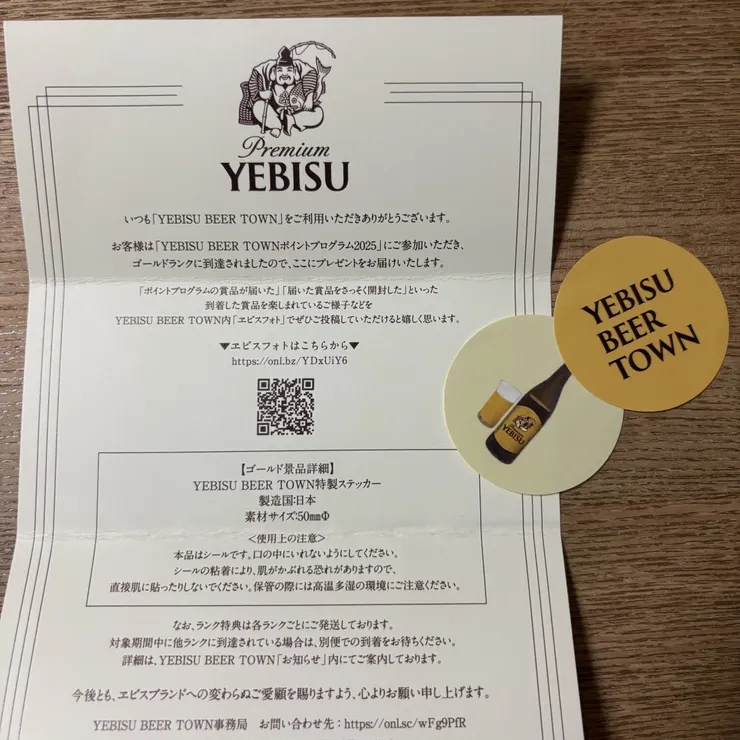 Premium
YEBISU
いつも「YEBISU BEER TOWN」をご利用いただきありがとうございます。
お客様は「YEBISU BEER TOWNポイントプログラム2025」にご参加いただき、
ゴールドランクに到達されましたので、ここにプレゼントをお届けいたします。
「ポイントプログラムの賞品が届いた」「届いた賞品をさっそく開封した」といった
到着した賞品を楽しまれているご様子などを
YEBISU BEER TOWN内「ヱビスフォト」でぜひご投稿していただけると嬉しく思います。
▼ヱビスフォトはこちらから▼
https://onl.bz/YDxUiY6
【ゴールド景品詳細】
YEBISU BEER TOWN特製ステッカー
製造国:日本
素材サイズ:50mmΦ
<使用上の注意>
本品はシールです。口の中にいれないようにしてください。
シールの粘着により、肌がかぶれる恐れがありますので、
直接肌に貼ったりしないでください。保管の際には高温多湿の環境にご注意ください。
なお、ランク特典は各ランクごとにご発送しております。
対象期間中に他ランクに到達されている場合は、別便での到着をお待ちください。
詳細は、YEBISU BEER TOWN「お知らせ」内にてご案内しております。
今後とも、ヱビスブランドへの変わらぬご愛顧を賜りますよう、心よりお願い申し上げます。
YEBISU BEER TOWN事務局 お問い合わせ先:https://onl.sc/wFg9PfR
YEBISU
BEER
TOWN
YEBISU